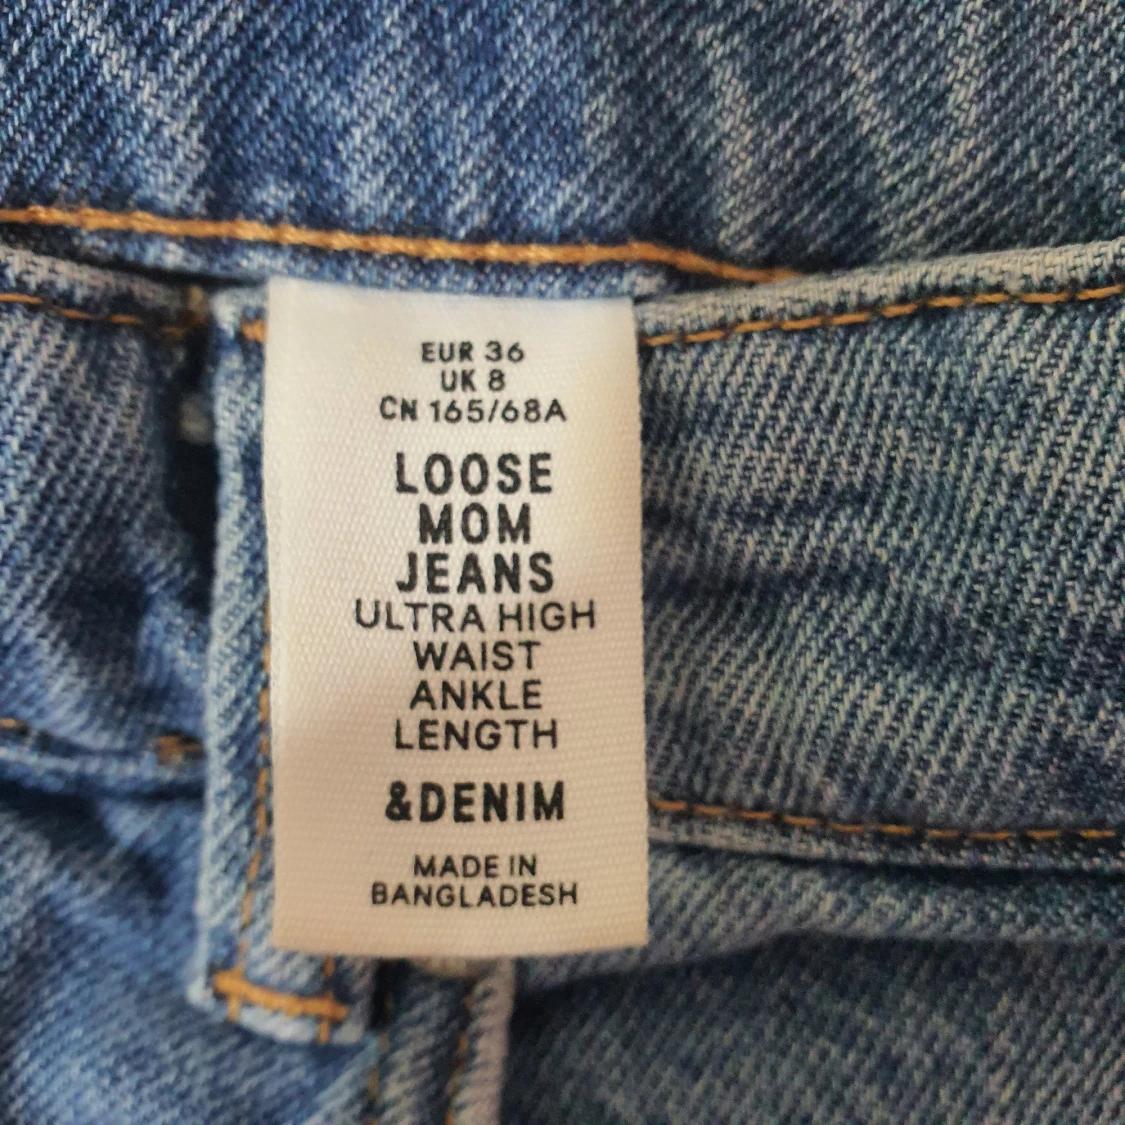 EUR 36
UK 8
CN 165/68A
LOOSE
MOM
JEANS
ULTRA HIGH
WAIST
ANKLE
LENGTH
&DENIM
MADE IN
BANGLADESH